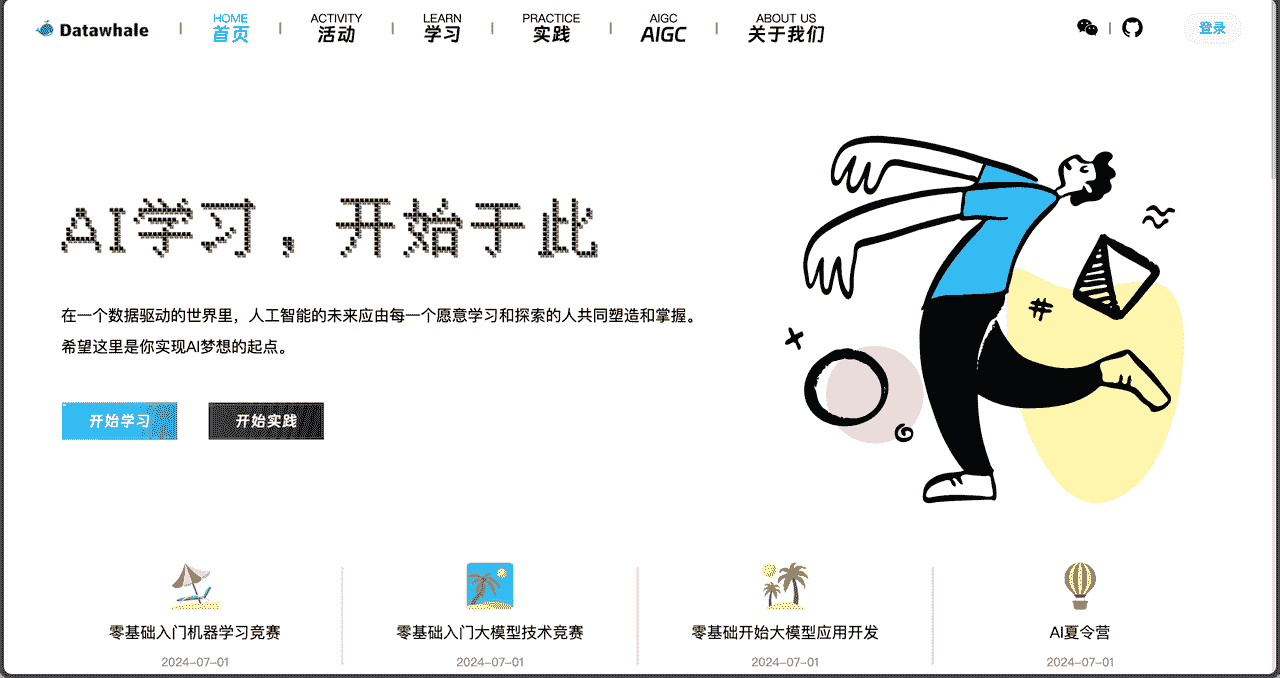 Datawhale
HOME
首页
ACTIVITY
活动
LEARN
学习
PRACTICE
实践
AIGC
AIGC
ABOUT US
关于我们
登录
AI学习，开始于此
在一个数据驱动的世界里，人工智能的未来应由每一个愿意学习和探索的人共同塑造和掌握。
希望这里是你实现AI梦想的起点。
开始学习
开始实践
零基础入门机器学习竞赛
2024-07-01
零基础入门大模型技术竞赛
2024-07-01
零基础开始大模型应用开发
2024-07-01
AI夏令营
2024-07-01